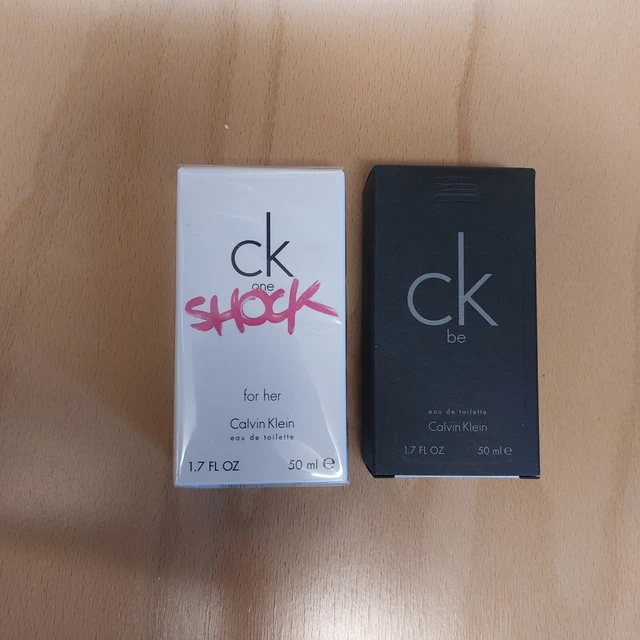 ck
one
SHOCK
for her
Calvin Klein
eau de toilette
1.7 FL OZ 50 ml ℮
ck
be
eau de toilette
Calvin Klein
1.7 FL OZ 50 ml ℮